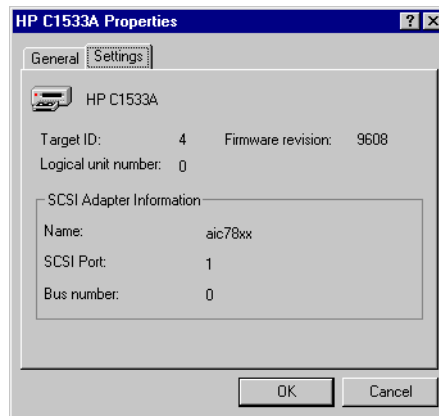 HP C1533A Properties
General Settings
HP C1533A
Target ID: 4 Firmware revision: 9608
Logical unit number: 0
SCSI Adapter Information
Name: aic78xx
SCSI Port: 1
Bus number: 0
OK Cancel